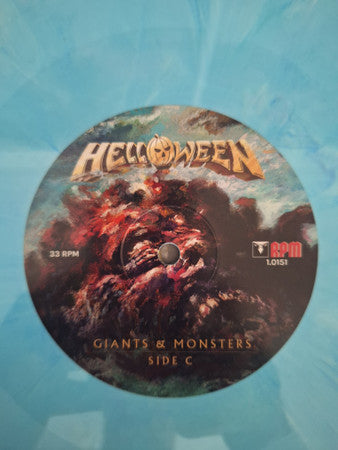 HELLOWEEN
33 RPM
RPM
1.0151
GIANTS & MONSTERS
SIDE C